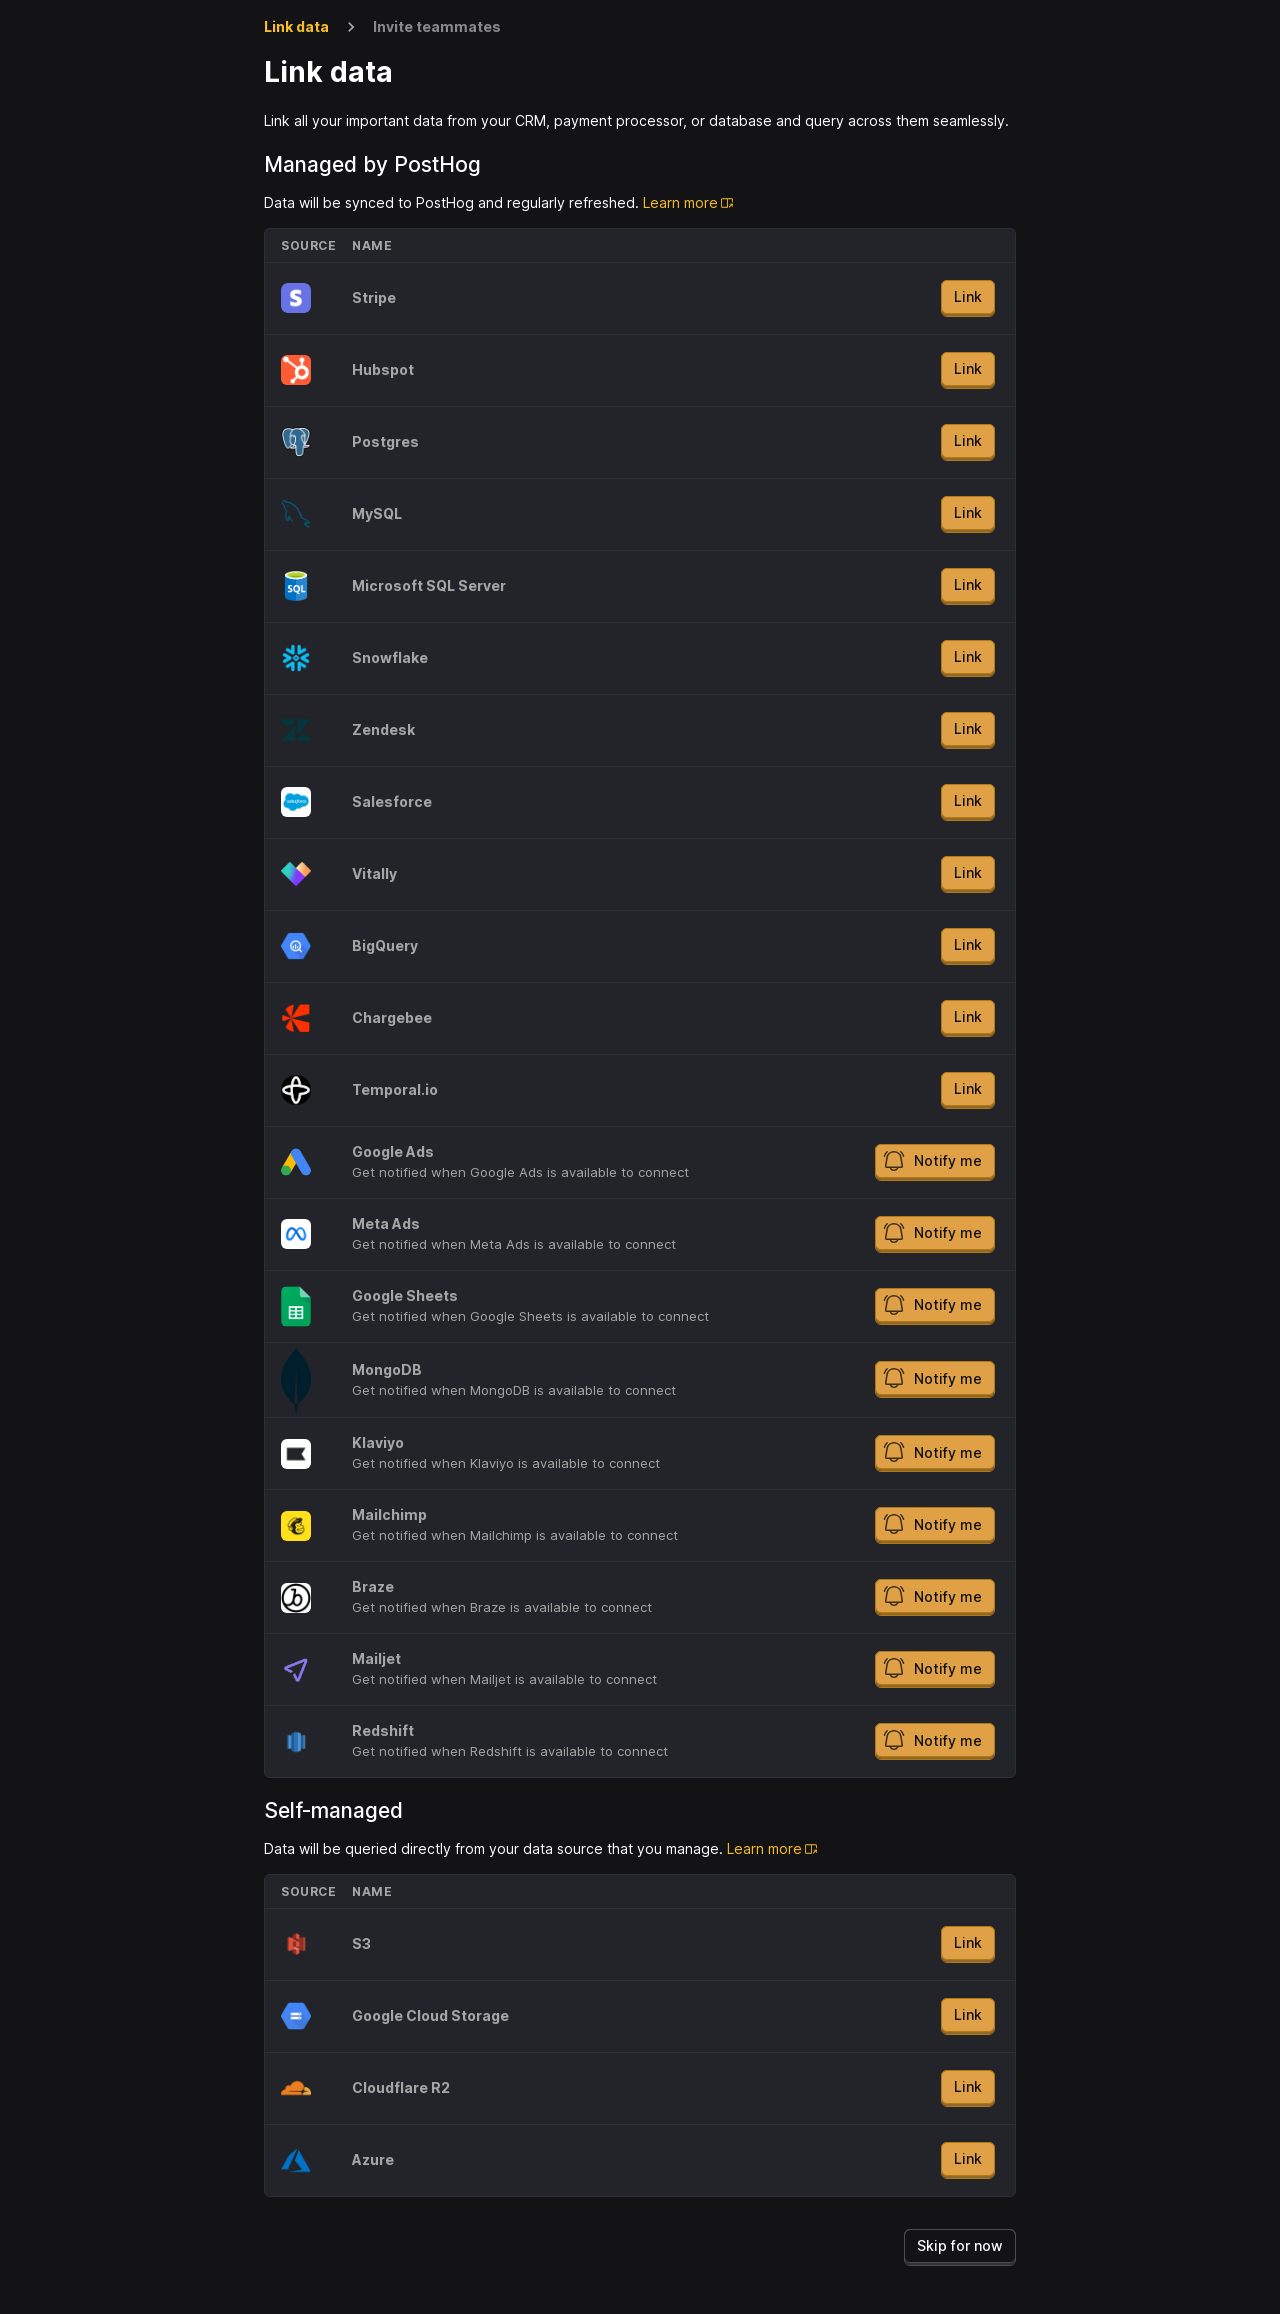 Link data > Invite teammates
Link data
Link all your important data from your CRM, payment processor, or database and query across them seamlessly.
Managed by PostHog
Data will be synced to PostHog and regularly refreshed. Learn more
SOURCE NAME
Stripe Link
Hubspot Link
Postgres Link
MySQL Link
SQL Microsoft SQL Server Link
Snowflake Link
Zendesk Link
salesforce Salesforce Link
Vitally Link
BigQuery Link
Chargebee Link
Temporal.io Link
Google Ads
Get notified when Google Ads is available to connect
Notify me
Meta Ads
Get notified when Meta Ads is available to connect
Notify me
Google Sheets
Get notified when Google Sheets is available to connect
Notify me
MongoDB
Get notified when MongoDB is available to connect
Notify me
Klaviyo
Get notified when Klaviyo is available to connect
Notify me
Mailchimp
Get notified when Mailchimp is available to connect
Notify me
Braze
Get notified when Braze is available to connect
Notify me
Mailjet
Get notified when Mailjet is available to connect
Notify me
Redshift
Get notified when Redshift is available to connect
Notify me
Self-managed
Data will be queried directly from your data source that you manage. Learn more
SOURCE NAME
S3 Link
Google Cloud Storage Link
Cloudflare R2 Link
Azure Link
Skip for now